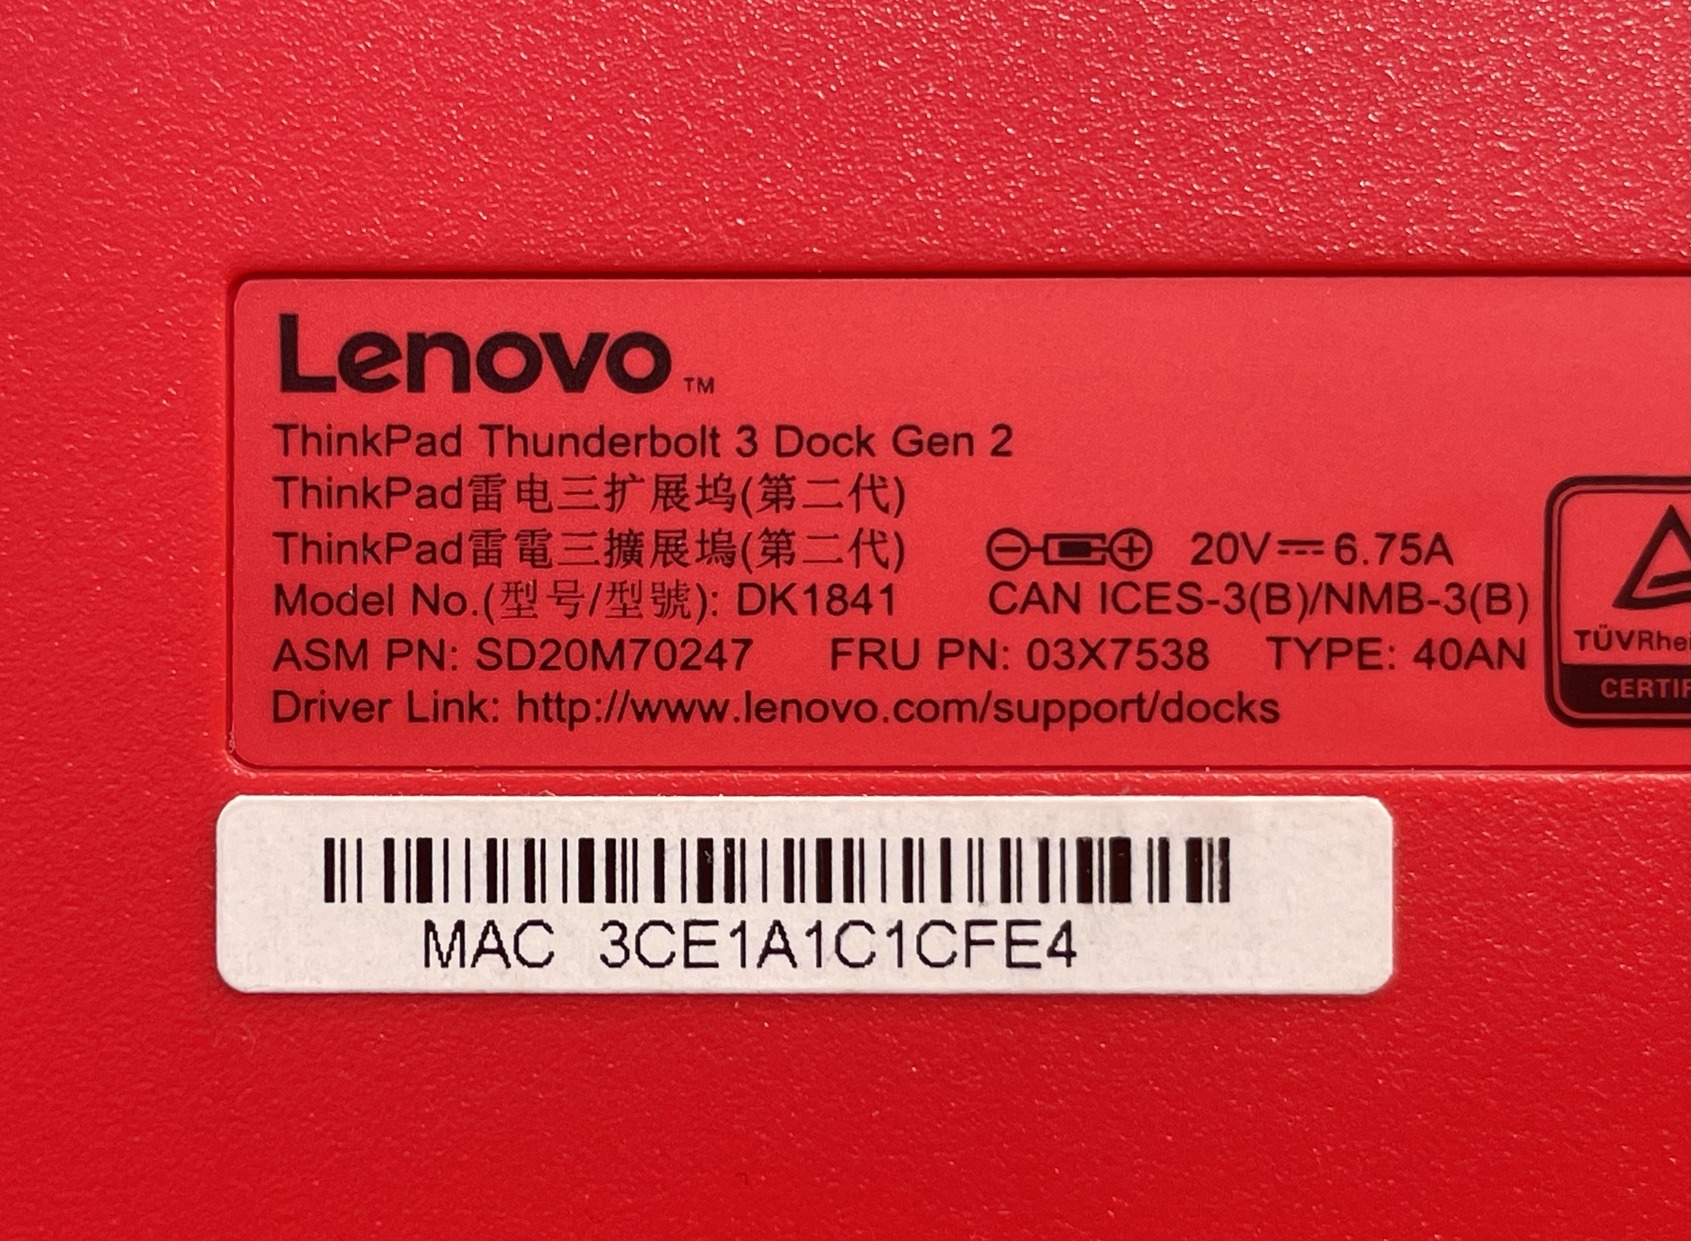 Lenovo™
ThinkPad Thunderbolt 3 Dock Gen 2
ThinkPad雷电三扩展坞(第二代)
ThinkPad雷電三擴展塢(第二代) 20V⎓6.75A
Model No.(型号/型號): DK1841 CAN ICES-3(B)/NMB-3(B)
ASM PN: SD20M70247 FRU PN: 03X7538 TYPE: 40AN
Driver Link: http://www.lenovo.com/support/docks
MAC 3CE1A1C1CFE4